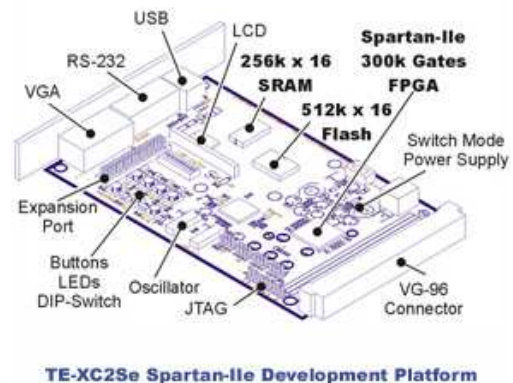 USB
LCD
RS-232
VGA
256k x 16
SRAM
512k x 16
Flash
Spartan-IIe
300k Gates
FPGA
Switch Mode
Power Supply
Expansion
Port
Buttons
LEDs
DIP-Switch
Oscillator
JTAG
VG-96
Connector
TE-XC2Se Spartan-IIe Development Platform